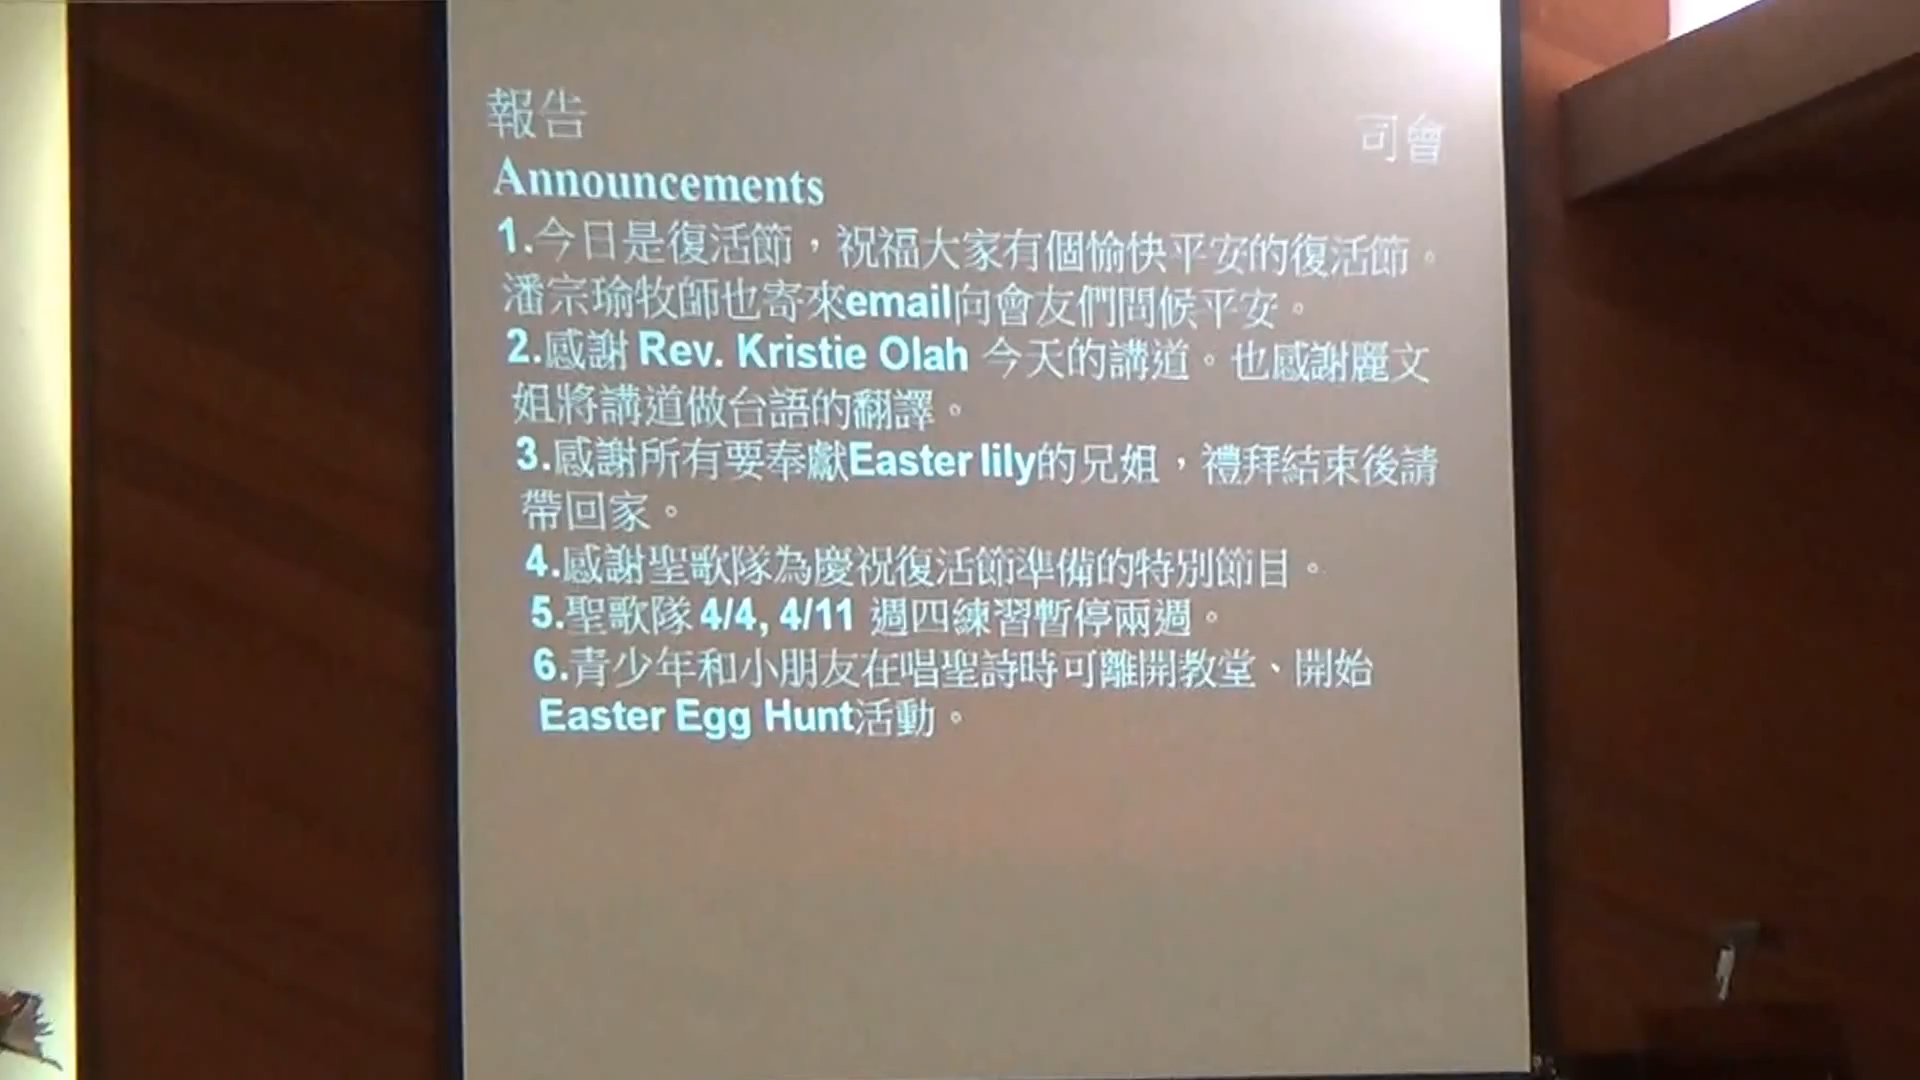 報告
司會
Announcements
1.今日是復活節，祝福大家有個愉快平安的復活節。
潘宗瑜牧師也寄來email向會友們問候平安。
2.感謝 Rev. Kristie Olah 今天的講道。也感謝麗文
姐將講道做台語的翻譯。
3.感謝所有要奉獻Easter lily的兄姐，禮拜結束後請
帶回家。
4.感謝聖歌隊為慶祝復活節準備的特別節目。
5.聖歌隊 4/4, 4/11 週四練習暫停兩週。
6.青少年和小朋友在唱聖詩時可離開教堂、開始
Easter Egg Hunt活動。